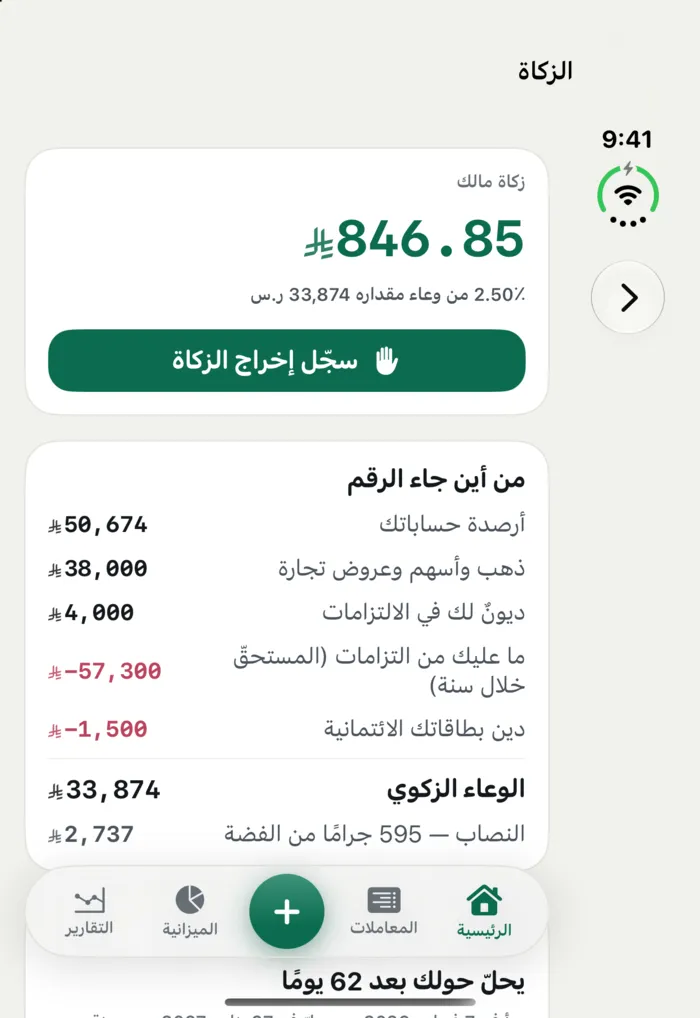 الزكاة
9:41
زكاة مالك
846.85
2.50٪ من وعاء مقداره 33,874 ر.س
سجّل إخراج الزكاة
من أين جاء الرقم
أرصدة حساباتك 50,674
ذهب وأسهم وعروض تجارة 38,000
ديونٌ لك في الالتزامات 4,000
ما عليك من التزامات (المستحقّ
خلال سنة) −57,300
دين بطاقاتك الائتمانية −1,500
الوعاء الزكوي 33,874
النصاب — 595 جرامًا من الفضة 2,737
الرئيسية
المعاملات
الميزانية
التقارير
يحلّ حولك بعد 62 يومًا